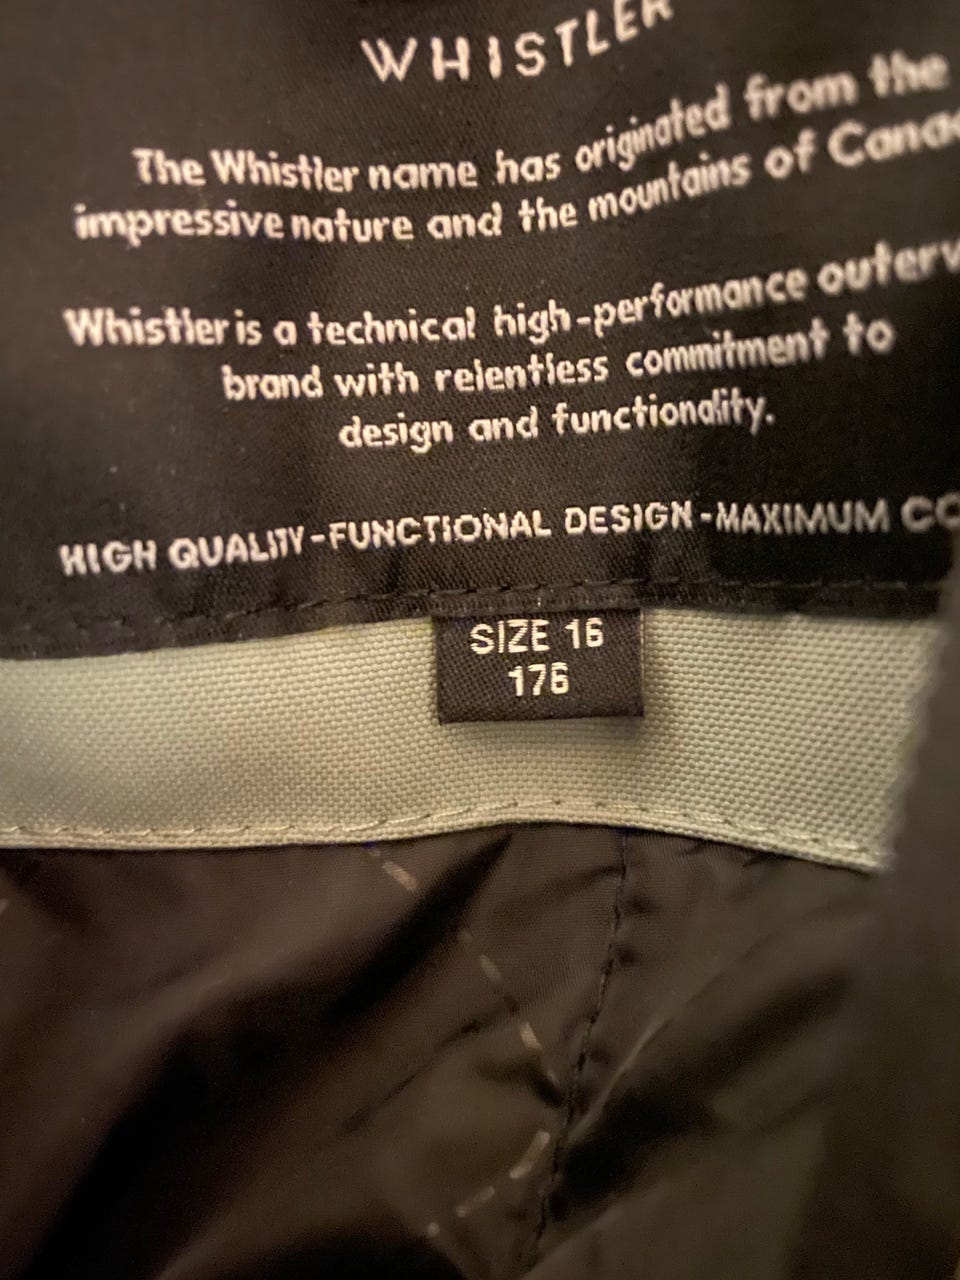 WHISTLER
The Whistler name has originated from the
impressive nature and the mountains of
Whistler is a technical high-performance
brand with relentless commitment to
design and functionality.
HIGH QUALITY-FUNCTIONAL DESIGN-MAXIMUM
SIZE 16
176